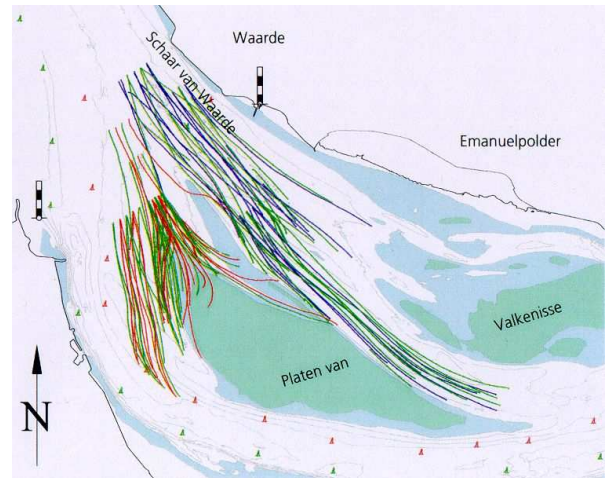 Schaar van Waarde
Waarde
Emanuelpolder
Valkenisse
Platen van
N